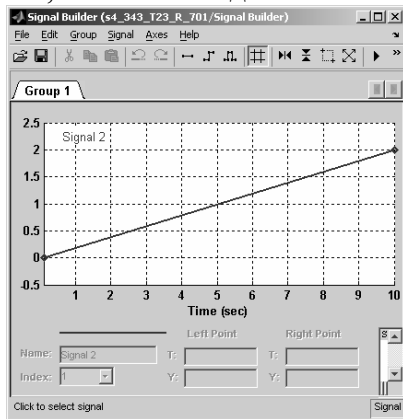 Signal Builder (s4_343_T23_R_701/Signal Builder)
File Edit Group Signal Axes Help
Group 1
Signal 2
2.5
2
1.5
1
0.5
0
-0.5
1 2 3 4 5 6 7 8 9 10
Time (sec)
Left Point Right Point
Name: Signal 2 T: T:
Index: 1 Y: Y:
Click to select signal Signal